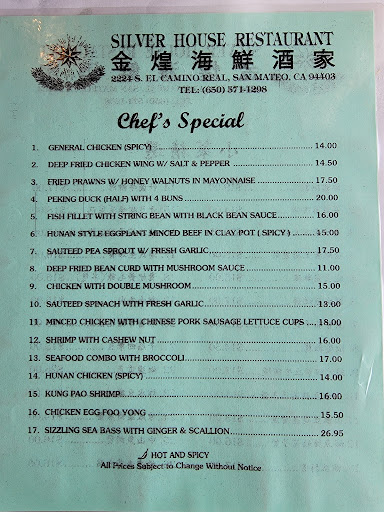 SILVER HOUSE RESTAURANT
金煌海鮮酒家
2224 S. EL CAMINO REAL, SAN MATEO, CA 94403
TEL: (650) 571-1298
Chef's Special
1. GENERAL CHICKEN (SPICY) 14.00
2. DEEP FRIED CHICKEN WING W/ SALT & PEPPER 14.50
3. FRIED PRAWNS W/ HONEY WALNUTS IN MAYONNAISE 17.50
4. PEKING DUCK (HALF) WITH 4 BUNS 20.00
5. FISH FILLET WITH STRING BEAN WITH BLACK BEAN SAUCE 16.00
6. HUNAN STYLE EGGPLANT MINCED BEEF IN CLAY POT ( SPICY ) 15.00
7. SAUTEED PEA SPROUT W/ FRESH GARLIC 17.50
8. DEEP FRIED BEAN CURD WITH MUSHROOM SAUCE 11.00
9. CHICKEN WITH DOUBLE MUSHROOM 15.00
10. SAUTEED SPINACH WITH FRESH GARLIC 13.00
11. MINCED CHICKEN WITH CHINESE PORK SAUSAGE LETTUCE CUPS 18.00
12. SHRIMP WITH CASHEW NUT 16.00
13. SEAFOOD COMBO WITH BROCCOLI 17.00
14. HUNAN CHICKEN (SPICY) 14.00
15. KUNG PAO SHRIMP 16.00
16. CHICKEN EGG FOO YONG 15.50
17. SIZZLING SEA BASS WITH GINGER & SCALLION 26.95
HOT AND SPICY
All Prices Subject to Change Without Notice